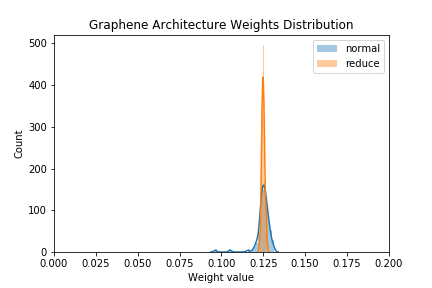 Graphene Architecture Weights Distribution
normal
reduce
Count
500
400
300
200
100
0
0.000 0.025 0.050 0.075 0.100 0.125 0.150 0.175 0.200
Weight value